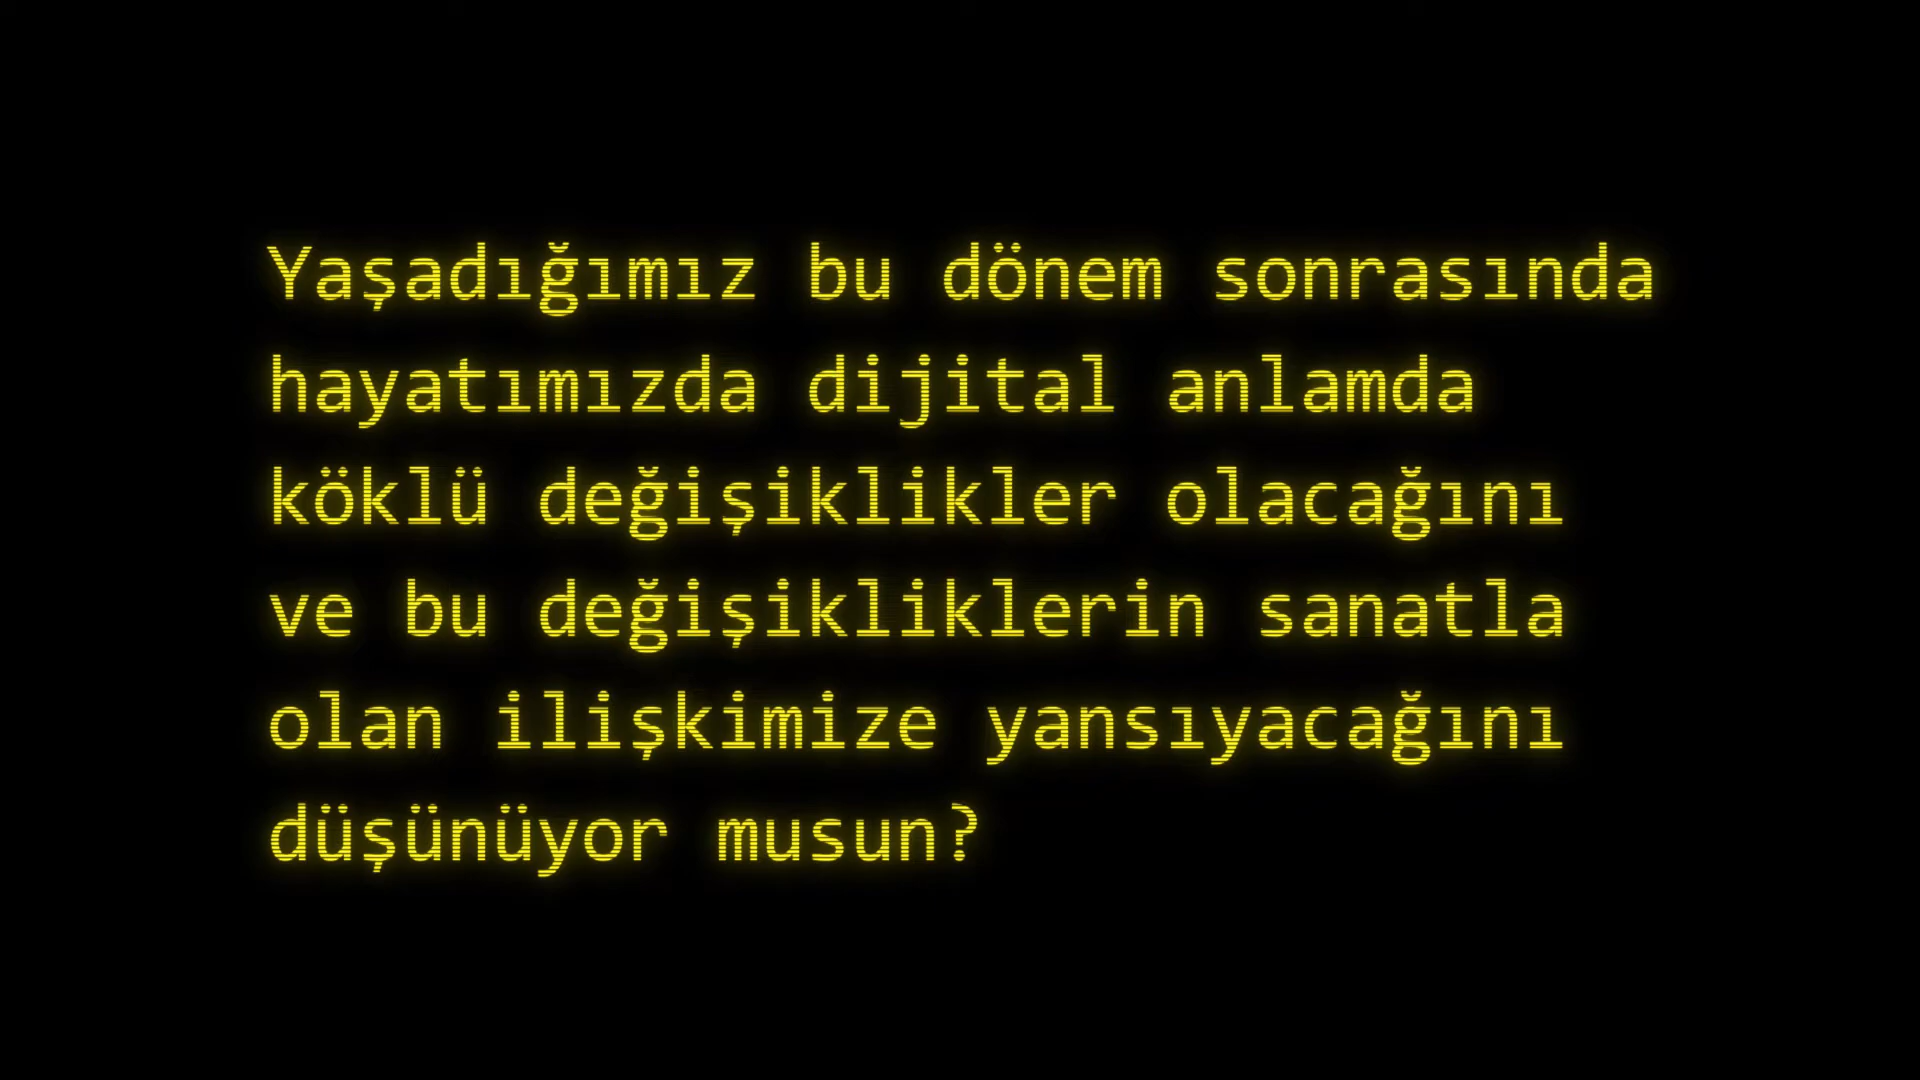 Yaşadığımız bu dönem sonrasında
hayatımızda dijital anlamda
köklü değişiklikler olacağını
ve bu değişikliklerin sanatla
olan ilişkimize yansıyacağını
düşünüyor musun?